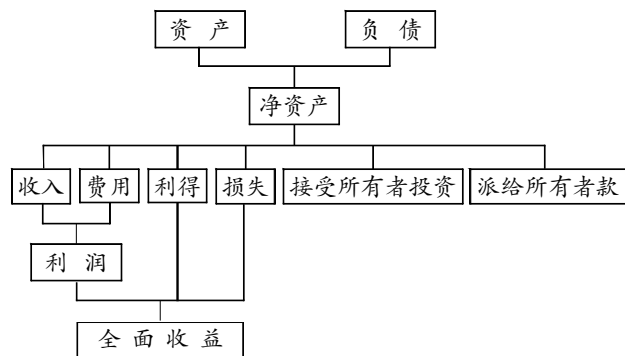 资产 负债
净资产
收入 费用 利得 损失 接受所有者投资 派给所有者款
利润
全面收益